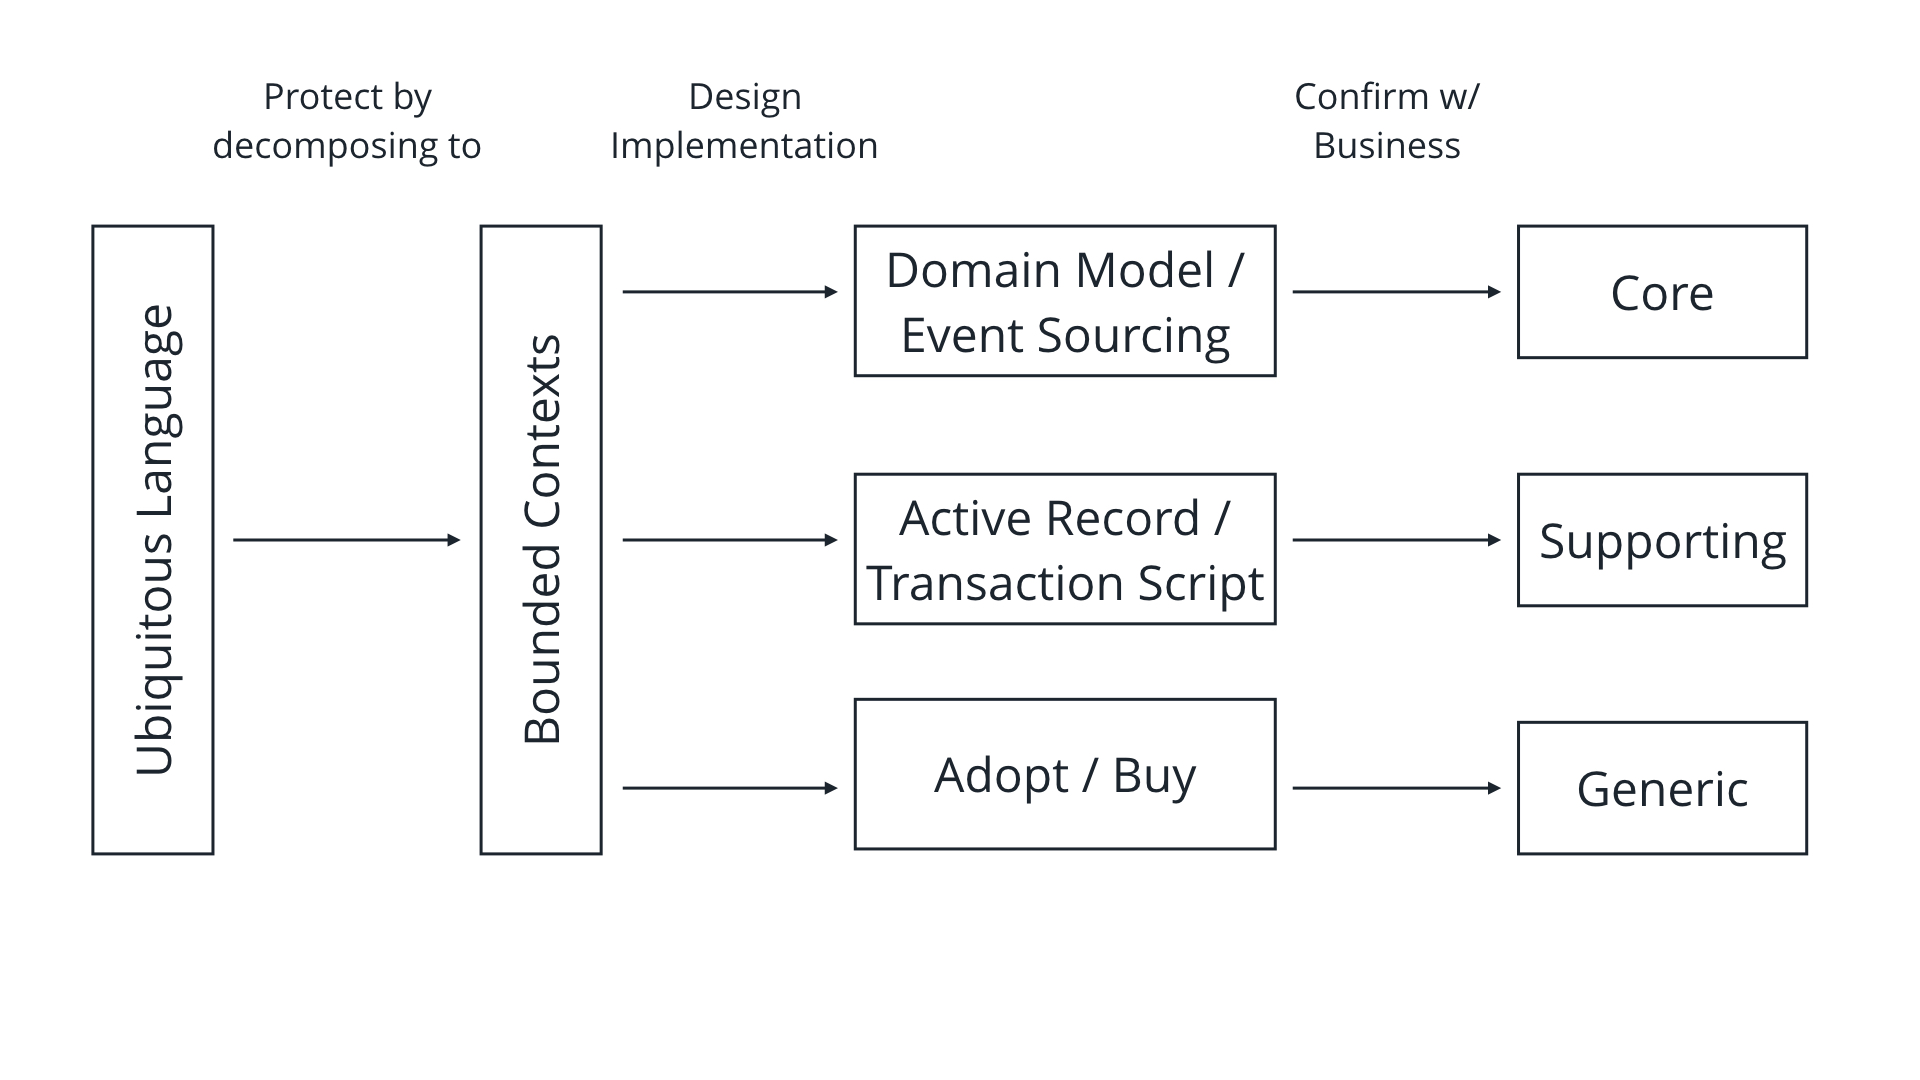 Protect by
decomposing to
Design
Implementation
Confirm w/
Business
Ubiquitous Language
Bounded Contexts
Domain Model /
Event Sourcing
Core
Active Record /
Transaction Script
Supporting
Adopt / Buy
Generic